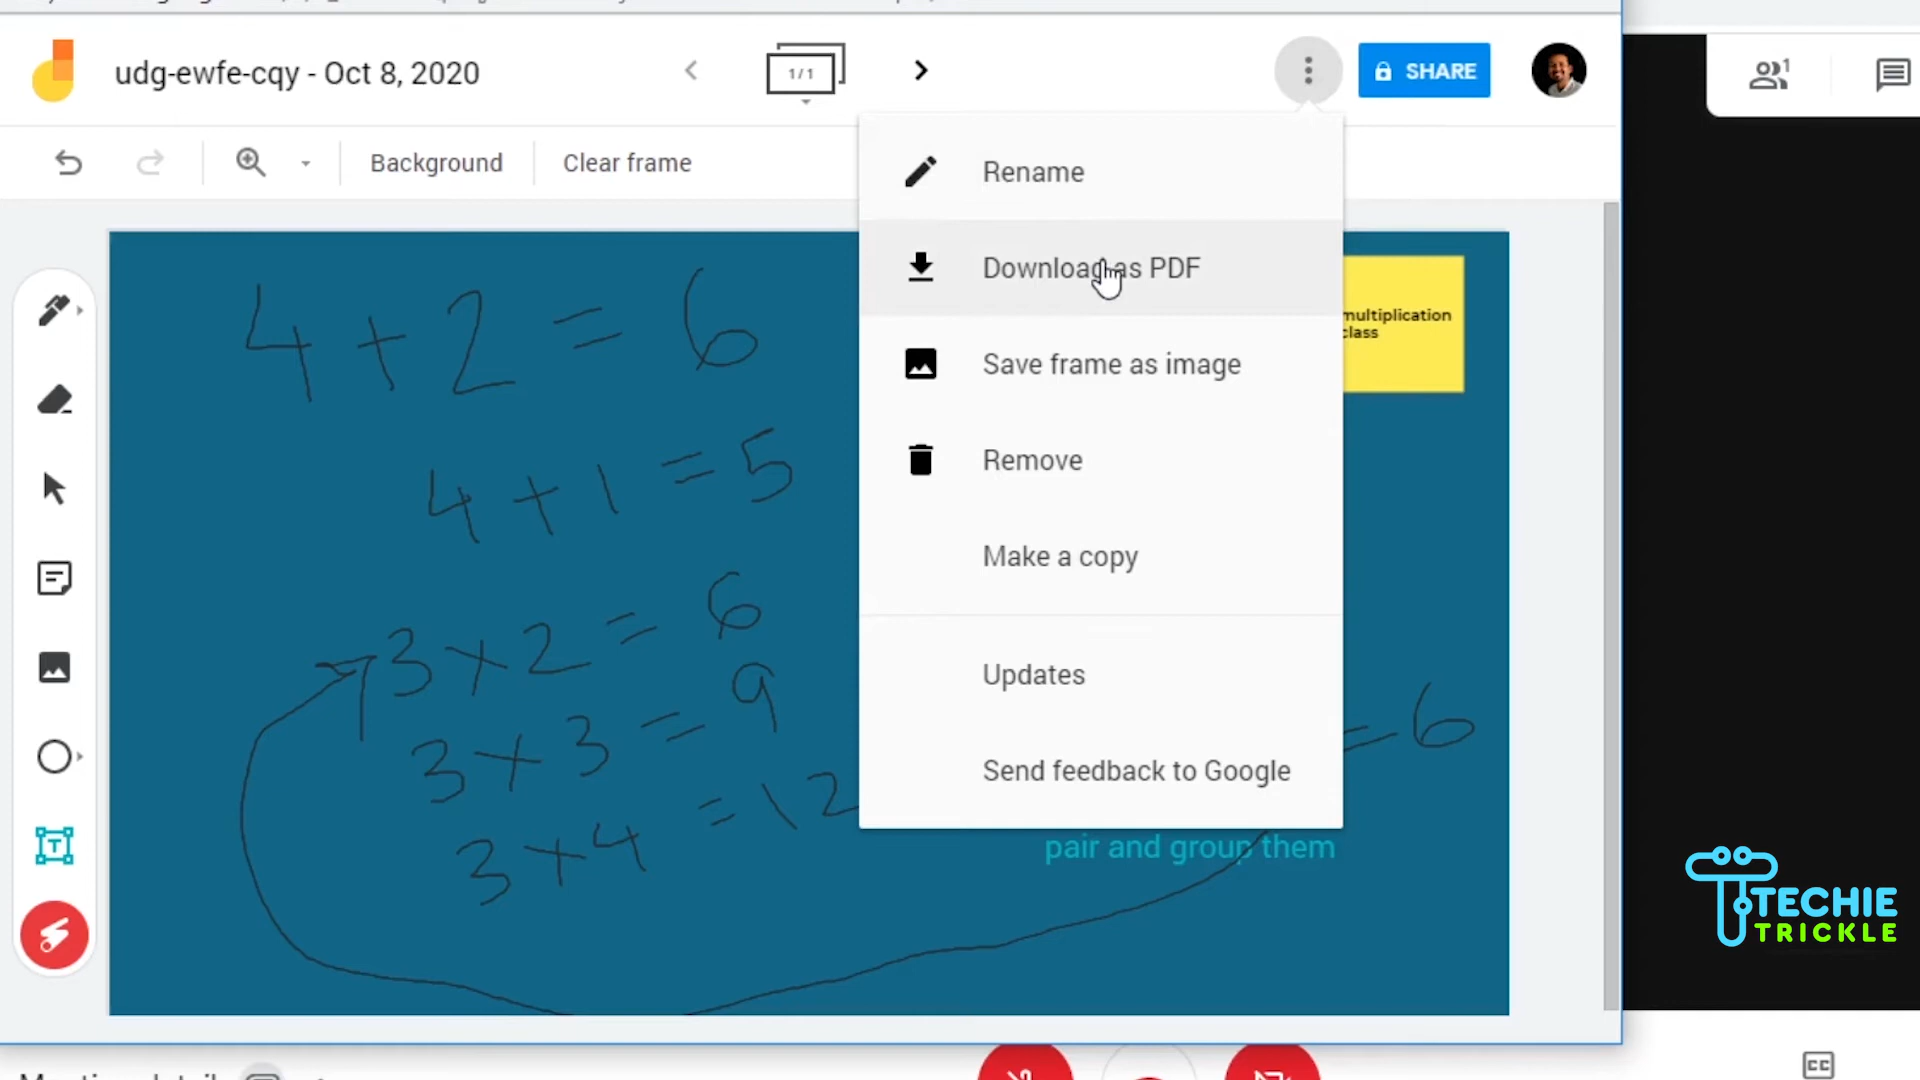 udg-ewfe-cqy - Oct 8, 2020
1/1
SHARE
1
Background
Clear frame
Rename
Download as PDF
Save frame as image
Remove
Make a copy
Updates
Send feedback to Google
multiplication
class
4 + 2 = 6
4 + 1 = 5
3 × 2 = 6
3 × 3 = 9
3 × 4 = 12
= 6
pair and group them
T
TECHIE
TRICKLE
CC